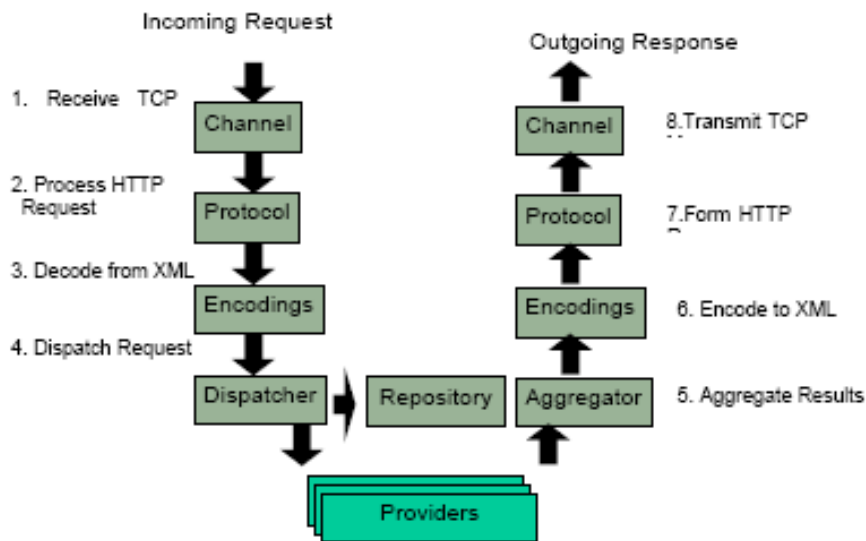 Incoming Request
Outgoing Response
1. Receive TCP
Channel
Channel
8.Transmit TCP
2. Process HTTP
Request
Protocol
Protocol
7.Form HTTP
3. Decode from XML
Encodings
Encodings
6. Encode to XML
4. Dispatch Request
Dispatcher
Repository
Aggregator
5. Aggregate Results
Providers